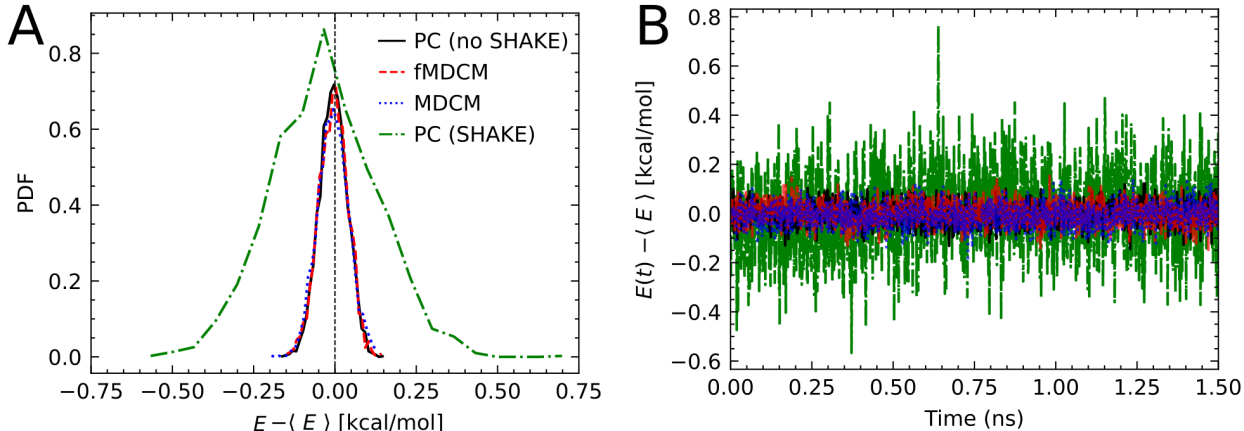 A
PDF
0.8
0.6
0.4
0.2
0.0
PC (no SHAKE)
fMDCM
MDCM
PC (SHAKE)
−0.75 −0.50 −0.25 0.00 0.25 0.50 0.75
E − ⟨ E ⟩ [kcal/mol]
B
E(t) − ⟨ E ⟩ [kcal/mol]
0.8
0.6
0.4
0.2
0.0
−0.2
−0.4
−0.6
0.00 0.25 0.50 0.75 1.00 1.25 1.50
Time (ns)